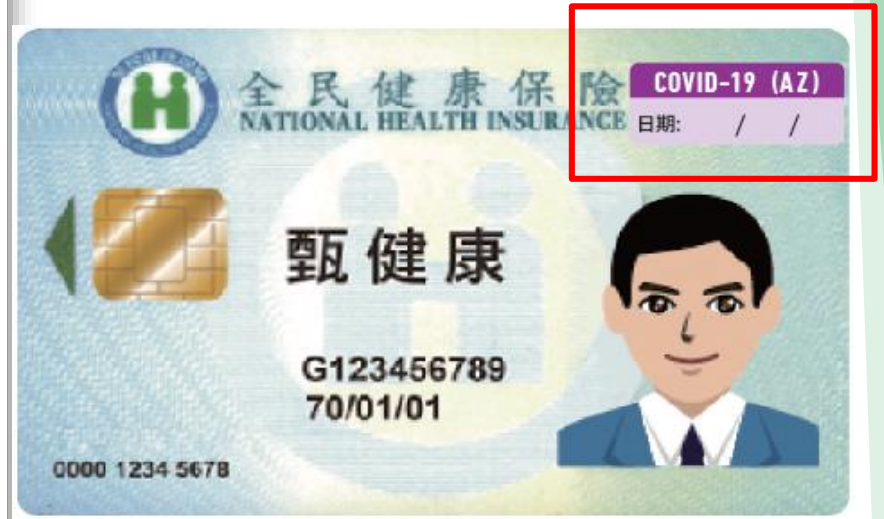 全民健康保險
NATIONAL HEALTH INSURANCE
COVID-19 (AZ)
日期: / /
甄健康
G123456789
70/01/01
0000 1234 5678